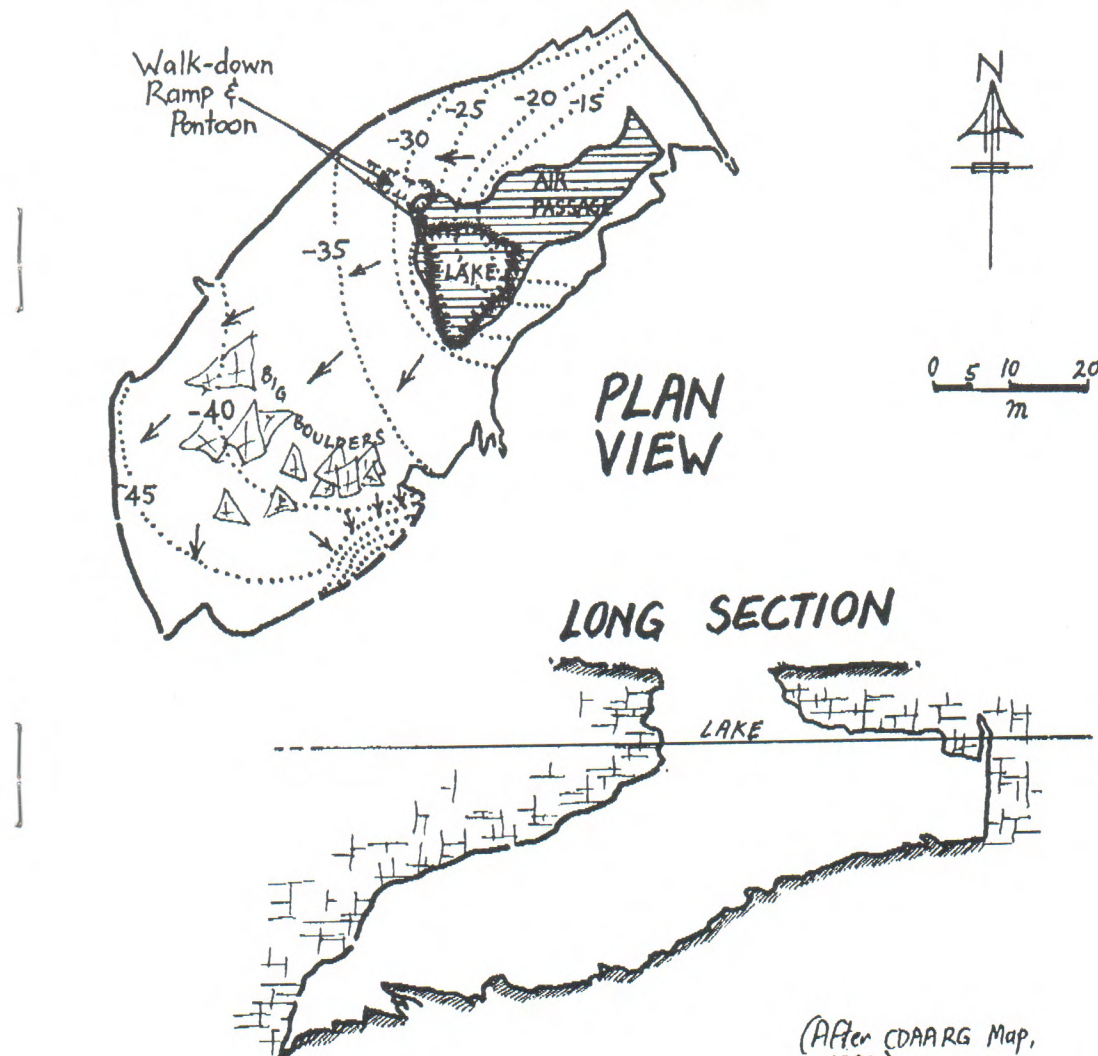 Walk-down
Ramp &
Pontoon
-30
-25
-20
-15
AIR
PASSAGE
LAKE
-35
BIG
BOULDERS
-40
-45
N
0 5 10 20
m
PLAN
VIEW
LONG SECTION
LAKE
(After CDAARG Map,